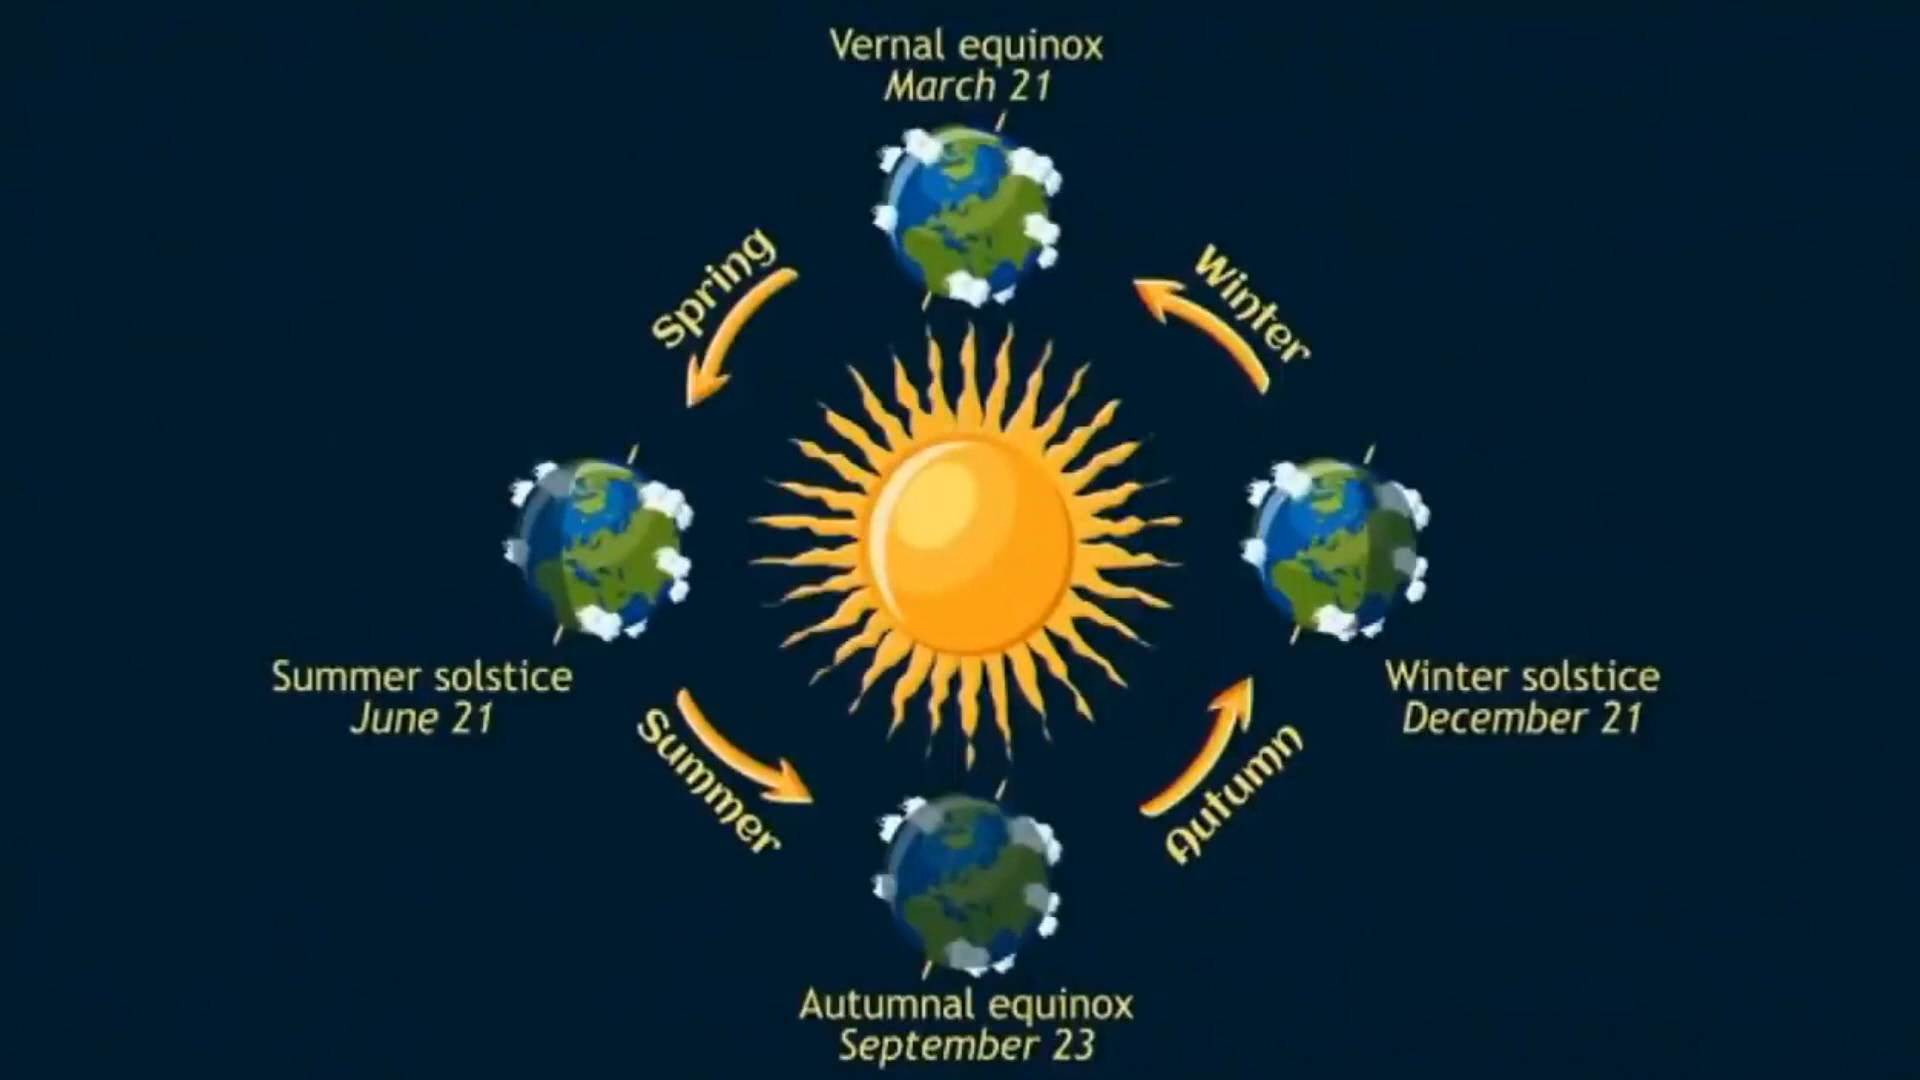 Vernal equinox
March 21
Spring
Winter
Summer solstice
June 21
Winter solstice
December 21
Summer
Autumn
Autumnal equinox
September 23